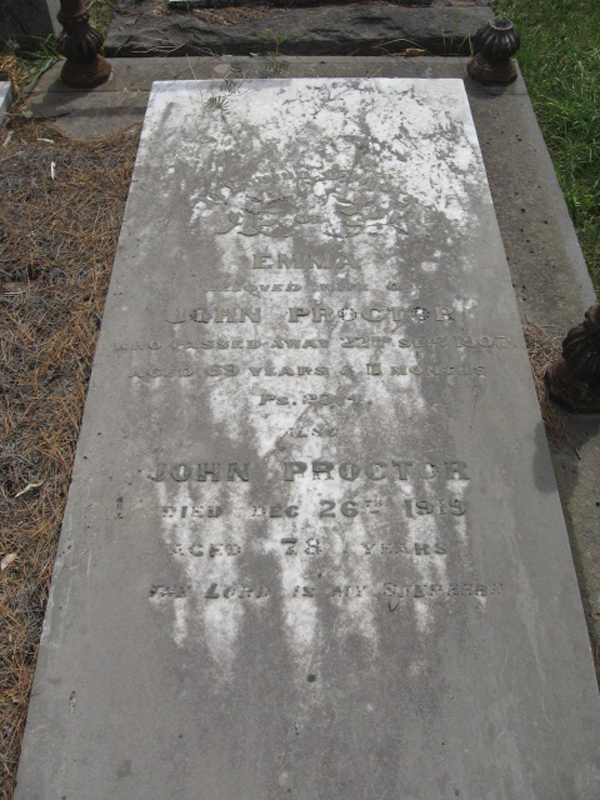 EMMA
BELOVED WIFE OF
JOHN PROCTOR
WHO PASSED AWAY 22ND SEPT 1907
AGED 69 YEARS & MONTHS
PS.
ALSO
JOHN PROCTOR
DIED DEC 26TH 1919
AGED 78 YEARS
THE LORD IS MY SHEPHERD